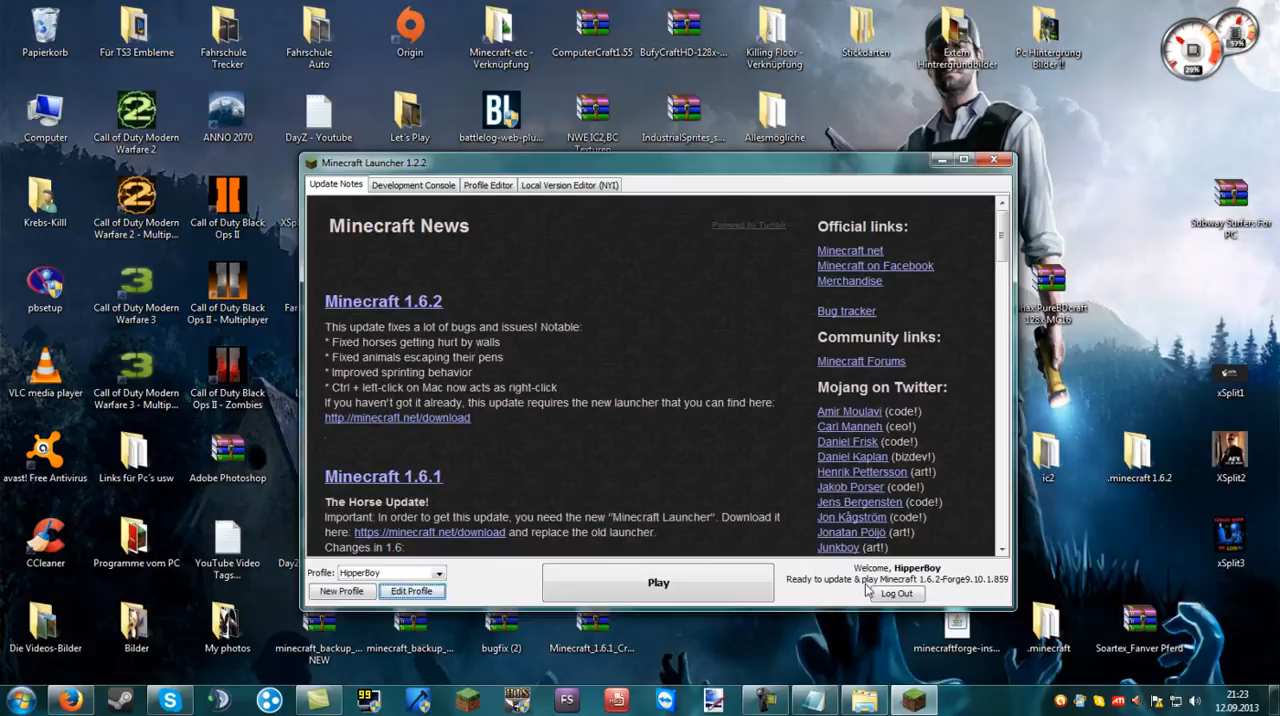 Papierkorb
Für TS3 Embleme
Fahrschule
Trecker
Fahrschule
Auto
Origin
Minecraft-etc -
Verknüpfung
ComputerCraft1.55
BufyCraftHD-128x-...
Killing Floor -
Verknüpfung
Stickdarten
Extern
Hintrergrundbilder
Pc Hintergrung
Bilder !!
29%
57%
Computer
Call of Duty Modern
Warfare 2
ANNO 2070
DayZ - Youtube
Let's Play
BL
battlelog-web-plu...
NWE IC2,BC
Texturen
IndustrialSprites_s...
Allesmögliche
Krebs-Killl
Call of Duty Modern
Warfare 2 - Multip...
Call of Duty Black
Ops II
Subway Surfers For
PC
pbsetup
Call of Duty Modern
Warfare 3
Call of Duty Black
Ops II - Multiplayer
128x MC16
VLC media player
Call of Duty Modern
Warfare 3 - Multip...
Call of Duty Black
Ops II - Zombies
xSplit1
avast! Free Antivirus
Links für Pc´s usw
Adobe Photoshop
ic2
.minecraft 1.6.2
XSplit2
CCleaner
Programme vom PC
YouTube Video
Tags...
xSplit3
Die Videos-Bilder
Bilder
My photos
minecraft_backup_...
NEW
minecraft_backup_...
bugfix (2)
Minecraft_1.6.1_Cr...
minecraftforge-ins...
.minecraft
Soartex_Fanver Pferd
Minecraft Launcher 1.2.2
Update Notes
Development Console
Profile Editor
Local Version Editor (NYI)
Minecraft News
Powered by Tumblr
Minecraft 1.6.2
This update fixes a lot of bugs and issues! Notable:
* Fixed horses getting hurt by walls
* Fixed animals escaping their pens
* Improved sprinting behavior
* Ctrl + left-click on Mac now acts as right-click
If you haven't got it already, this update requires the new launcher that you can find here:
http://minecraft.net/download
Minecraft 1.6.1
The Horse Update!
Important: In order to get this update, you need the new "Minecraft Launcher". Download it
here: https://minecraft.net/download and replace the old launcher.
Changes in 1.6:
Official links:
Minecraft.net
Minecraft on Facebook
Merchandise
Bug tracker
Community links:
Minecraft Forums
Mojang on Twitter:
Amir Moulavi (code!)
Carl Manneh (ceo!)
Daniel Frisk (code!)
Daniel Kaplan (bizdev!)
Henrik Pettersson (art!)
Jakob Porser (code!)
Jens Bergensten (code!)
Jon Kågström (code!)
Jonatan Pöljö (art!)
Junkboy (art!)
Profile: HipperBoy
New Profile
Edit Profile
Play
Welcome, HipperBoy
Ready to update & play Minecraft 1.6.2-Forge9.10.1.859
Log Out
99
FS
21:23
12.09.2013